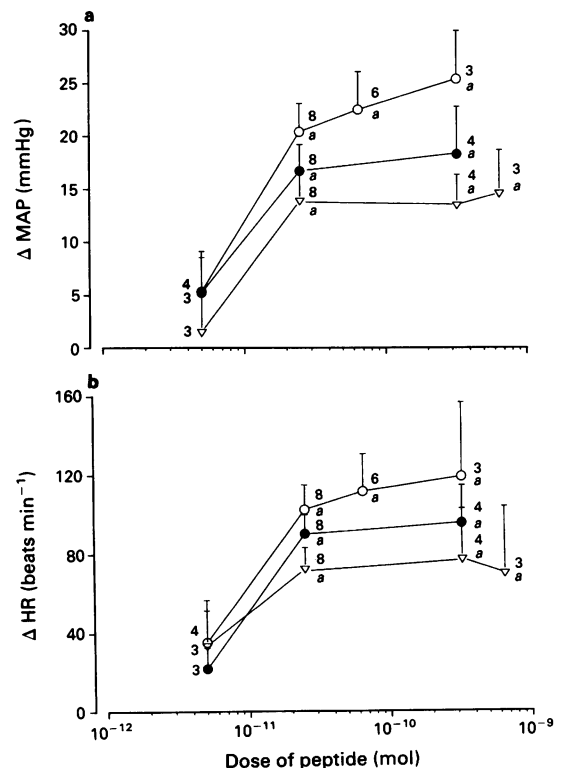 a
30
25
20
15
10
5
0
Δ MAP (mmHg)
3
a
6
a
8
a
4
a
8
a
4
a
3
a
8
a
4
3
3
b
160
120
80
40
0
Δ HR (beats min⁻¹)
3
a
6
a
8
a
4
a
8
a
4
a
8
a
3
a
4
3
3
10⁻¹² 10⁻¹¹ 10⁻¹⁰ 10⁻⁹
Dose of peptide (mol)